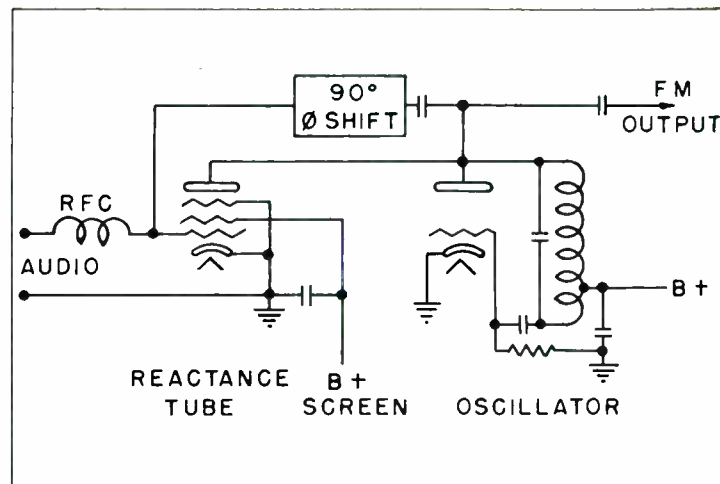 90°
Ø SHIFT
FM
OUTPUT
RFC
AUDIO
B+
REACTANCE
TUBE
B+
SCREEN
OSCILLATOR